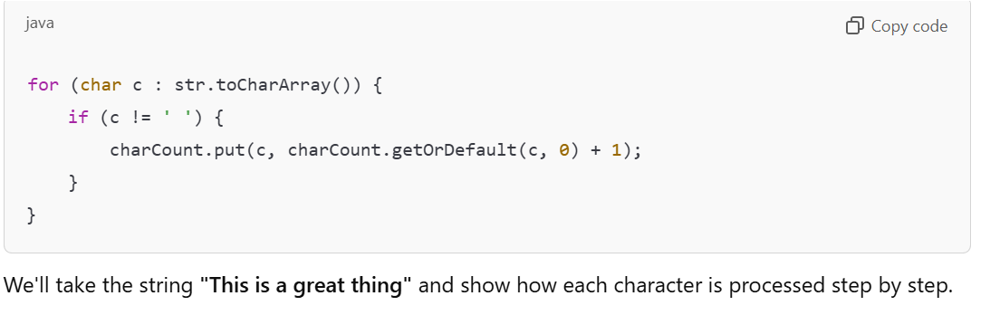 java
Copy code
for (char c : str.toCharArray()) {
    if (c != ' ') {
        charCount.put(c, charCount.getOrDefault(c, 0) + 1);
    }
}
We'll take the string "This is a great thing" and show how each character is processed step by step.